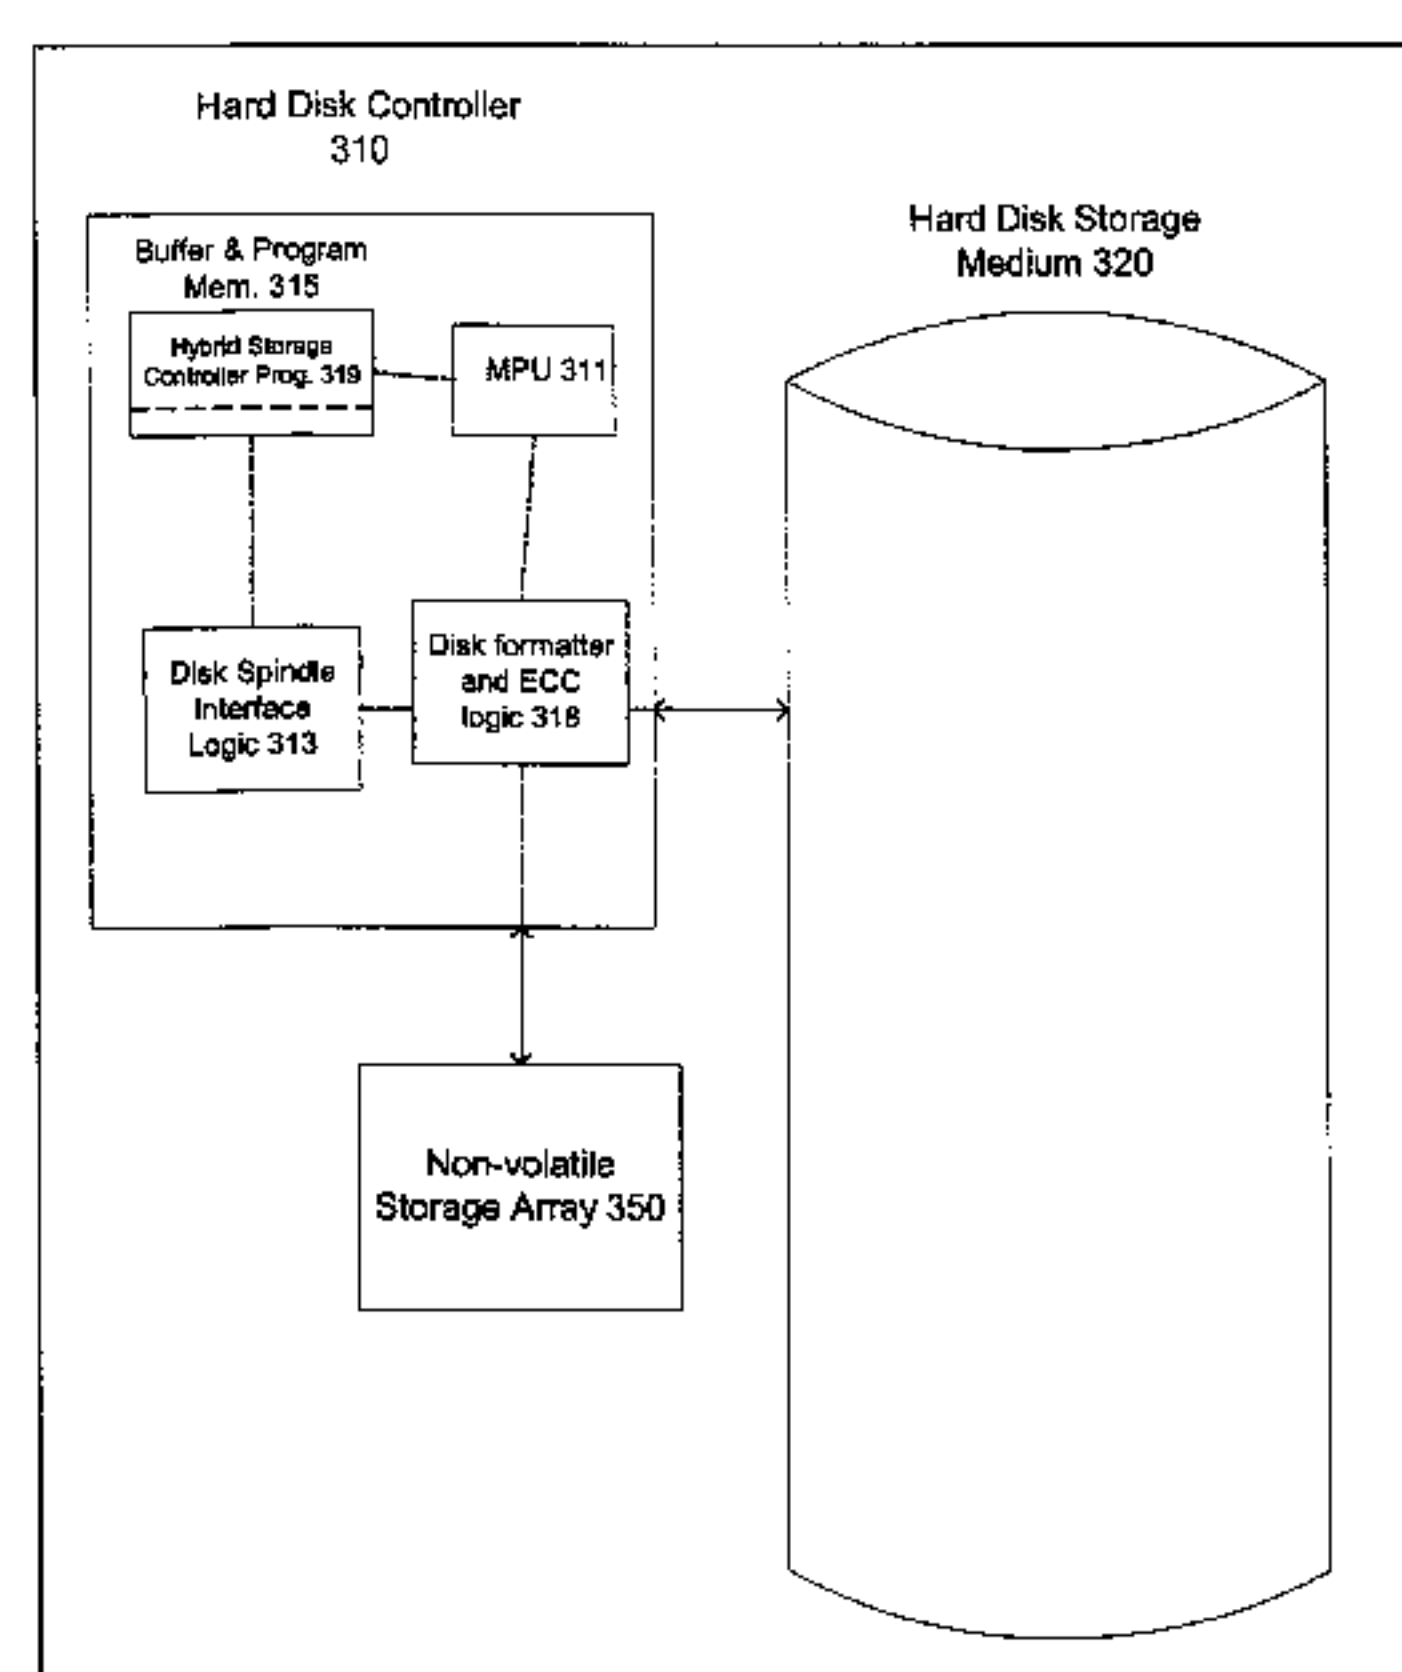 Hard Disk Controller
310
Hard Disk Storage
Medium 320
Buffer & Program
Mem. 315
Hybrid Storage
Controller Prog. 319
MPU 311
Disk formatter
and ECC
logic 318
Disk Spindle
Interface
Logic 313
Non-volatile
Storage Array 350